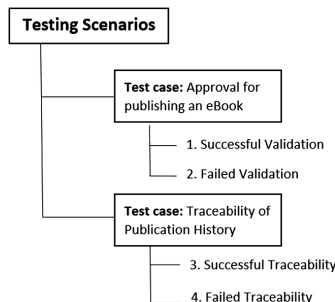 Testing Scenarios
Test case: Approval for
publishing an eBook
1. Successful Validation
2. Failed Validation
Test case: Traceability of
Publication History
3. Successful Traceability
4. Failed Traceability